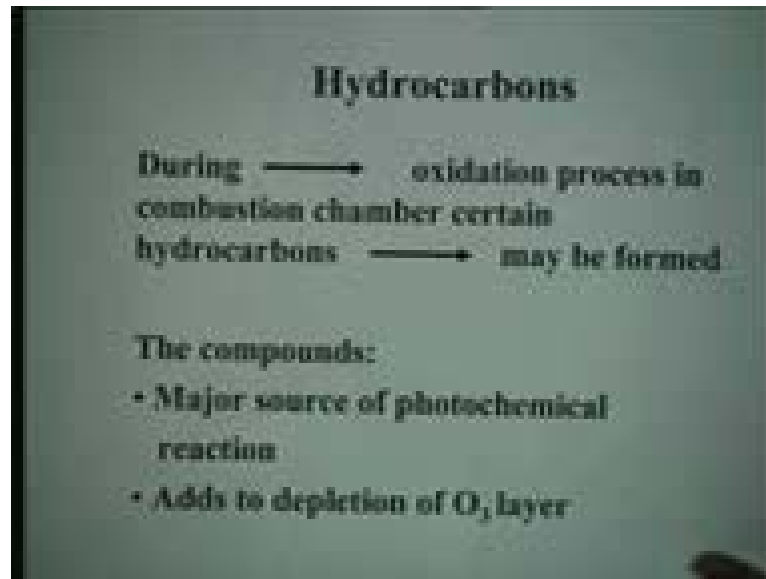 Hydrocarbons
During → oxidation process in
combustion chamber certain
hydrocarbons → may be formed
The compounds:
• Major source of photochemical
reaction
• Adds to depletion of O₃ layer